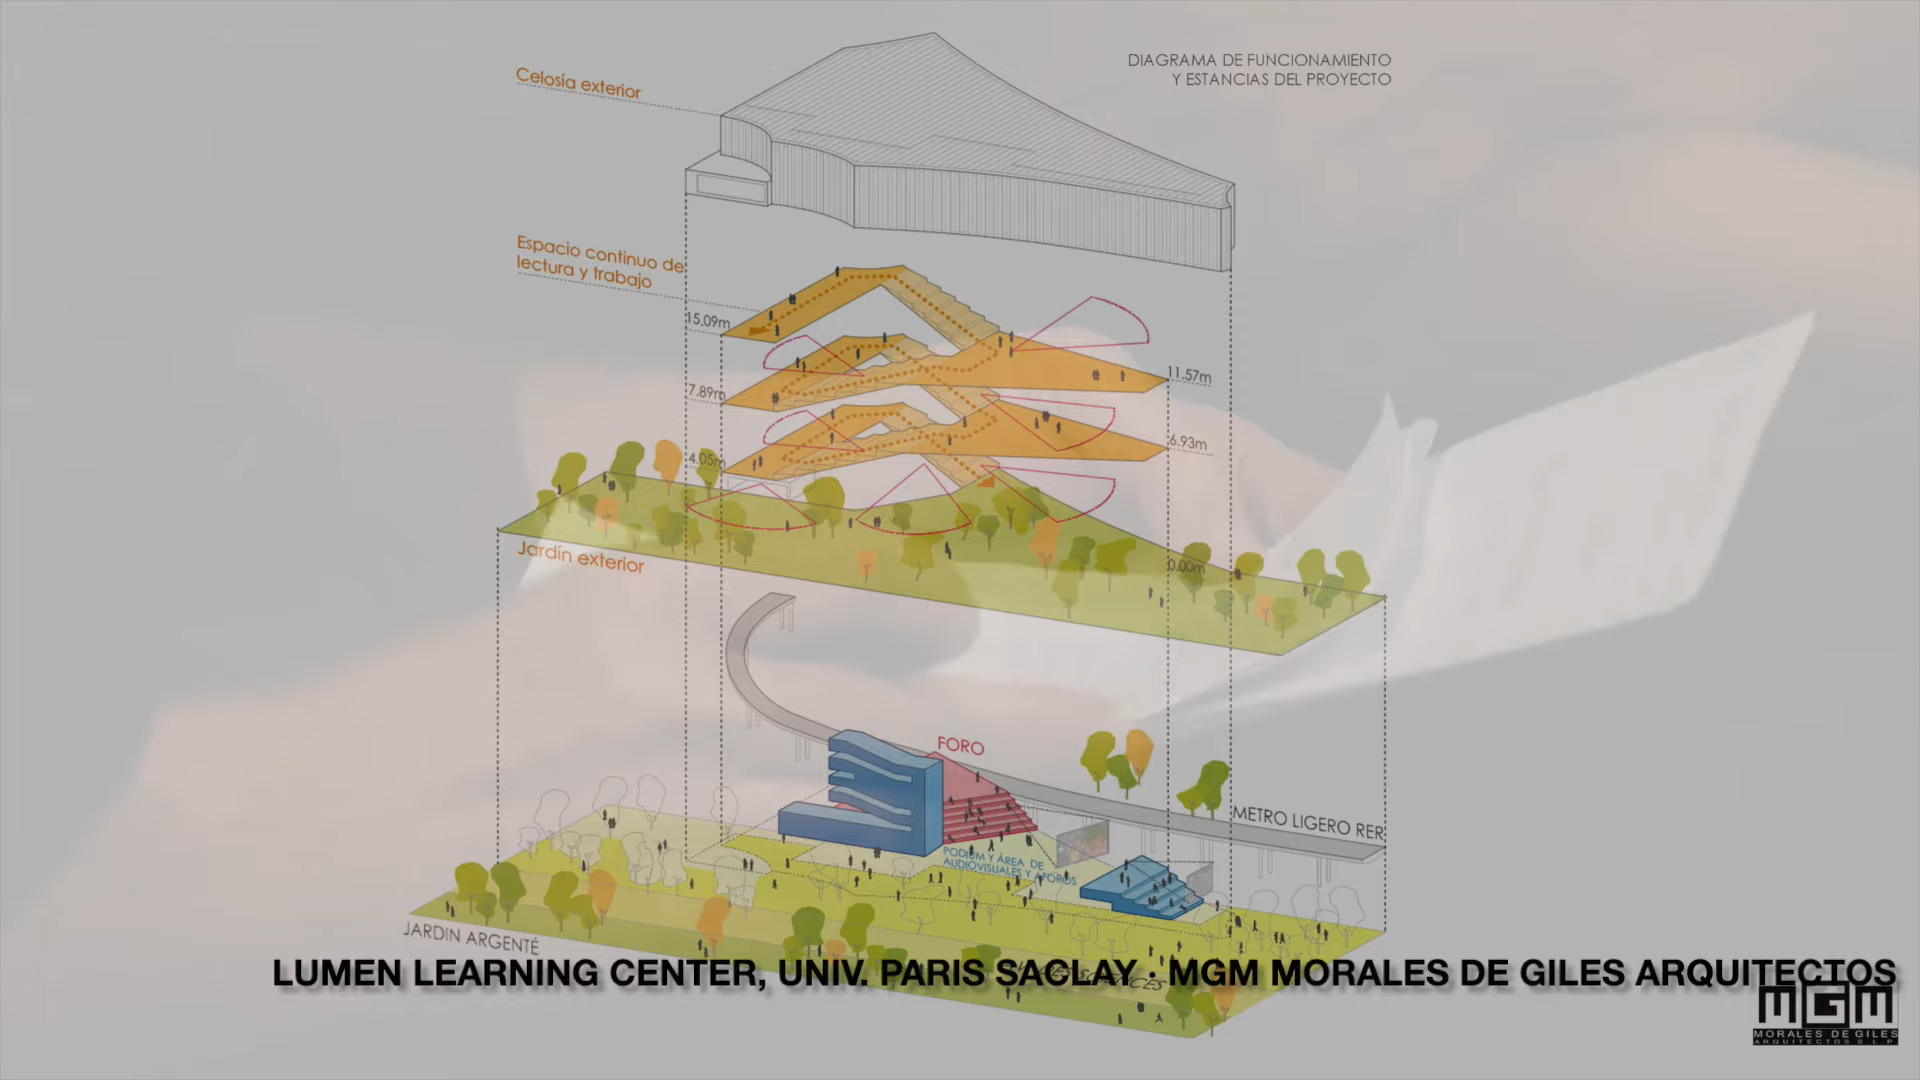 DIAGRAMA DE FUNCIONAMIENTO
Y ESTANCIAS DEL PROYECTO
Celosía exterior
Espacio continuo de
lectura y trabajo
15.09m
11.57m
7.89m
6.93m
4.05m
Jardín exterior
0.00m
FORO
METRO LIGERO RER
PODIUM Y ÁREA DE
AUDIOVISUALES Y AFOROS
JARDIN ARGENTÉ
LUMEN LEARNING CENTER, UNIV. PARIS SACLAY · MGM MORALES DE GILES ARQUITECTOS
MGM
MORALES DE GILES
ARQUITECTOS S.L.P.